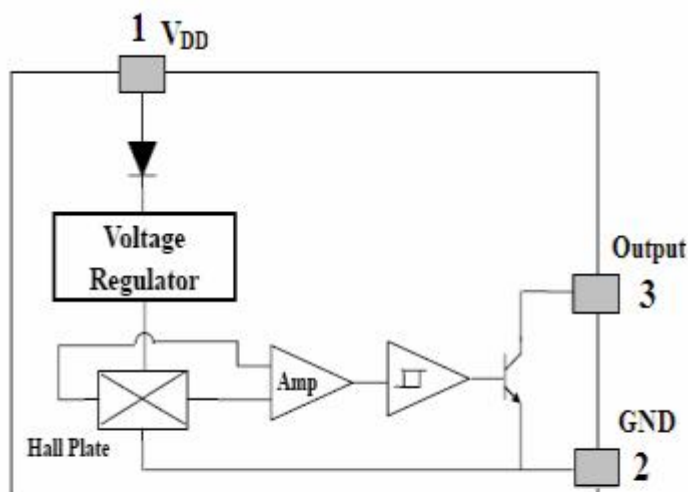 1 VDD
Voltage
Regulator
Output
3
Amp
GND
2
Hall Plate